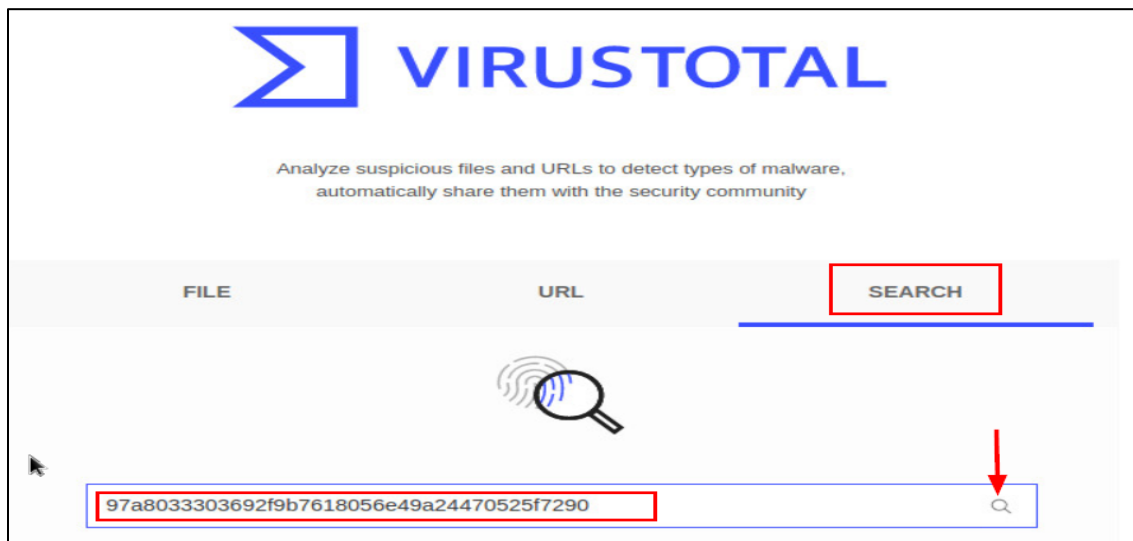 VIRUSTOTAL
Analyze suspicious files and URLs to detect types of malware,
automatically share them with the security community
FILE URL SEARCH
97a8033303692f9b7618056e49a24470525f7290